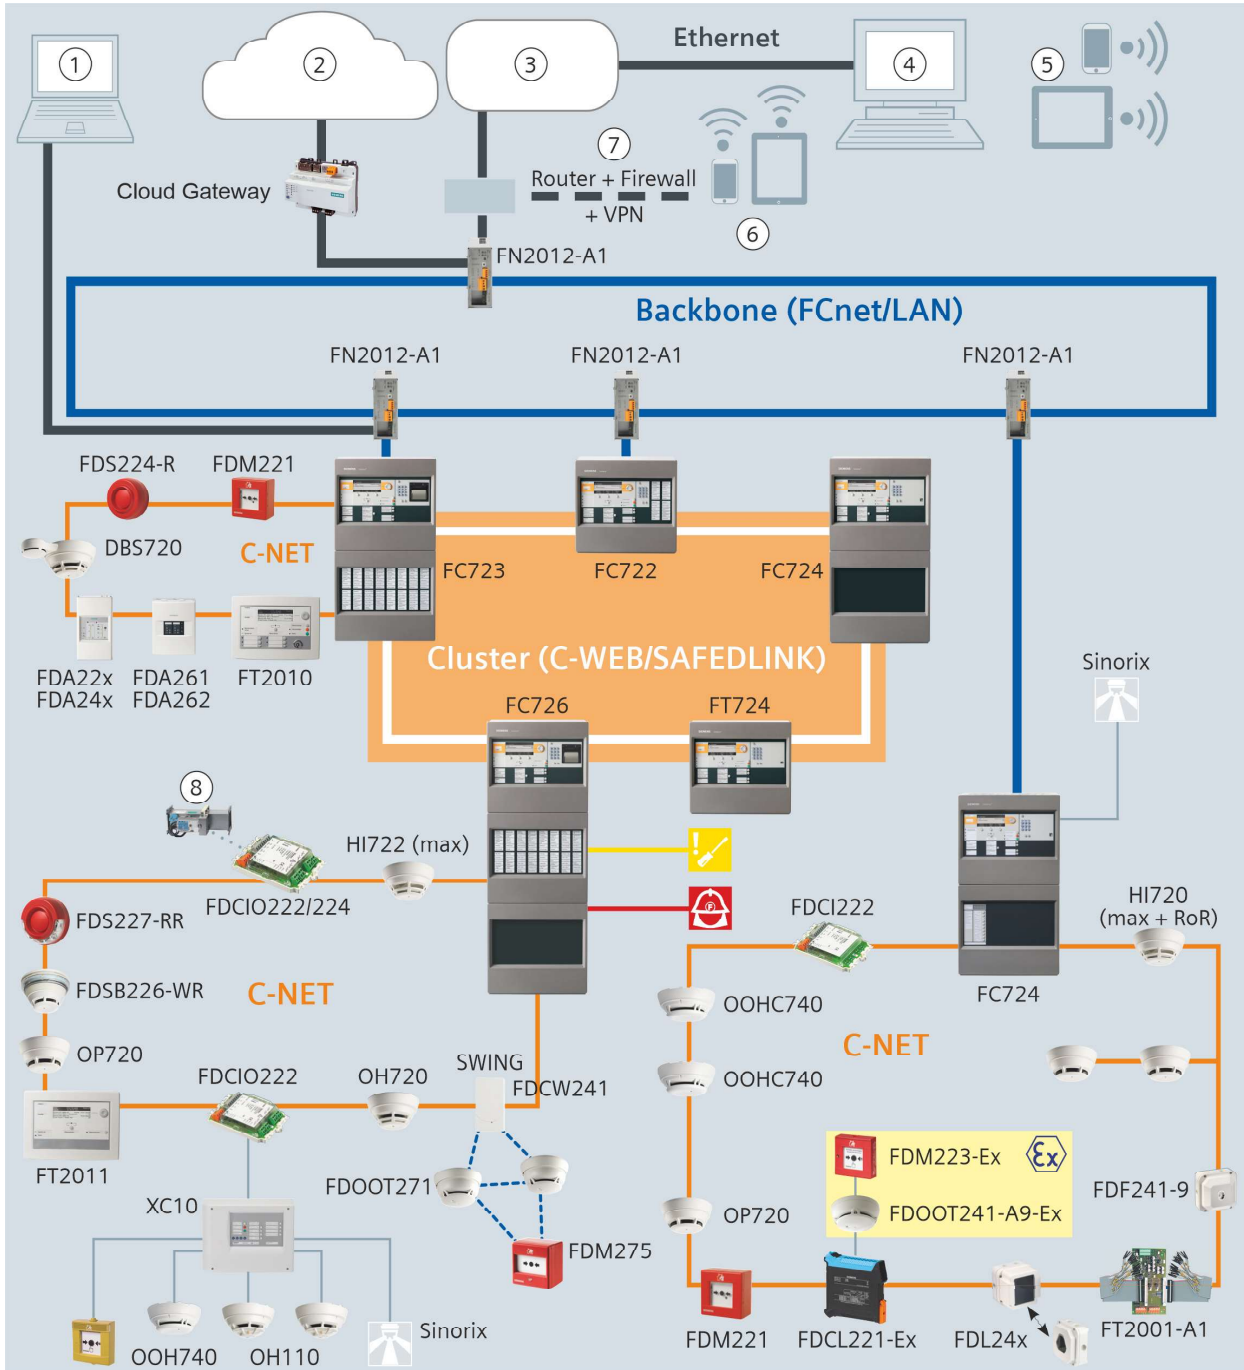 1
2
3
Ethernet
4
5
7
Router + Firewall
+ VPN
6
Cloud Gateway
FN2012-A1
Backbone (FCnet/LAN)
FN2012-A1
FN2012-A1
FN2012-A1
FDS224-R
FDM221
DBS720
C-NET
FC723
FC722
FC724
FDA22x
FDA24x
FDA261
FDA262
FT2010
Cluster (C-WEB/SAFEDLINK)
FC726
FT724
Sinorix
8
HI722 (max)
FDCIO222/224
FDS227-RR
FDSB226-WR
C-NET
OP720
FDCIO222
OH720
SWING
FDCW241
FT2011
FDOOT271
XC10
FDM275
OOH740
OH110
Sinorix
F
FDCI222
HI720
(max + RoR)
FC724
OOHC740
C-NET
OOHC740
FDM223-Ex
Ex
FDOOT241-A9-Ex
FDF241-9
OP720
FDM221
FDCL221-Ex
FDL24x
FT2001-A1